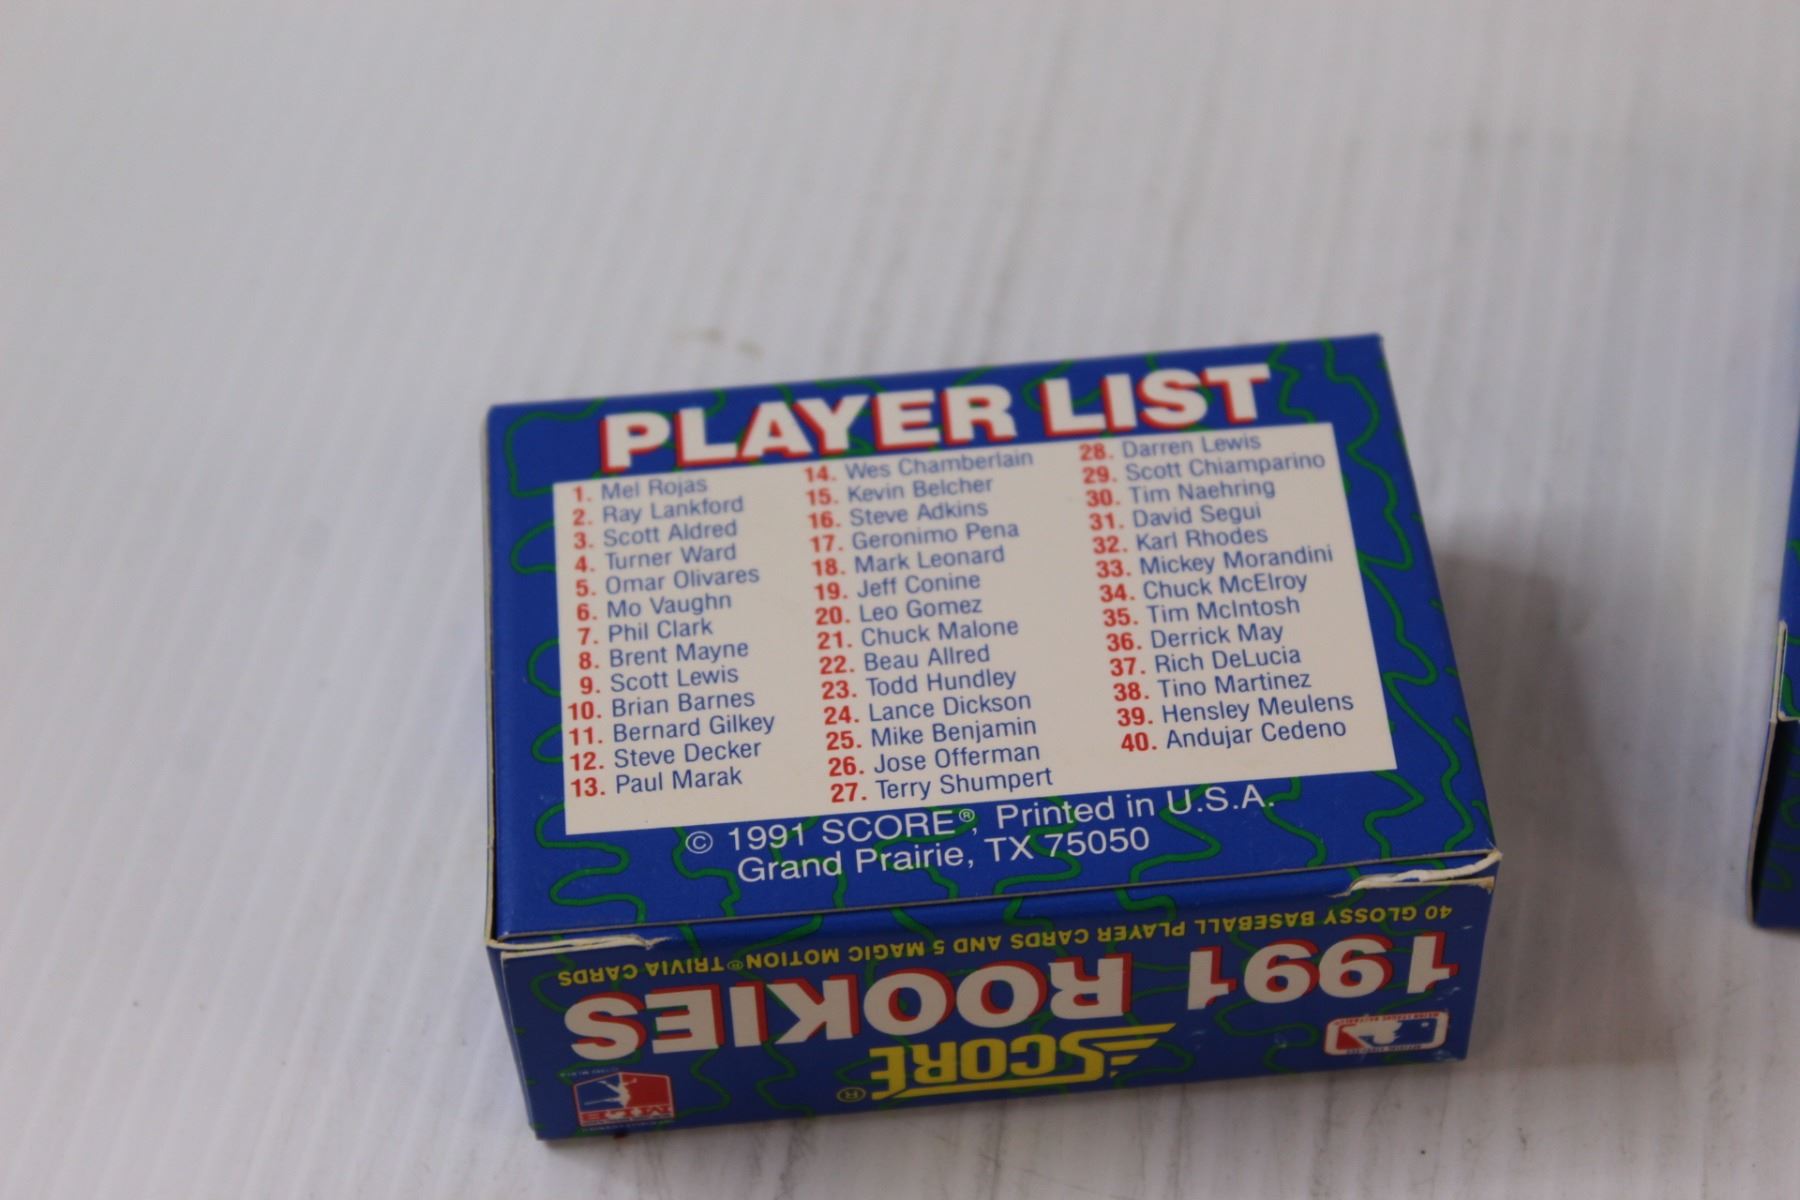 PLAYER LIST
1. Mel Rojas
2. Ray Lankford
3. Scott Aldred
4. Turner Ward
5. Omar Olivares
6. Mo Vaughn
7. Phil Clark
8. Brent Mayne
9. Scott Lewis
10. Brian Barnes
11. Bernard Gilkey
12. Steve Decker
13. Paul Marak
14. Wes Chamberlain
15. Kevin Belcher
16. Steve Adkins
17. Geronimo Pena
18. Mark Leonard
19. Jeff Conine
20. Leo Gomez
21. Chuck Malone
22. Beau Allred
23. Todd Hundley
24. Lance Dickson
25. Mike Benjamin
26. Jose Offerman
27. Terry Shumpert
28. Darren Lewis
29. Scott Chiamparino
30. Tim Naehring
31. David Segui
32. Karl Rhodes
33. Mickey Morandini
34. Chuck McElroy
35. Tim McIntosh
36. Derrick May
37. Rich DeLucia
38. Tino Martinez
39. Hensley Meulens
40. Andujar Cedeno
© 1991 SCORE®, Printed in U.S.A.
Grand Prairie, TX 75050
SCORE®
1991 ROOKIES
40 GLOSSY BASEBALL PLAYER CARDS AND 5 MAGIC MOTION® TRIVIA CARDS
MLB